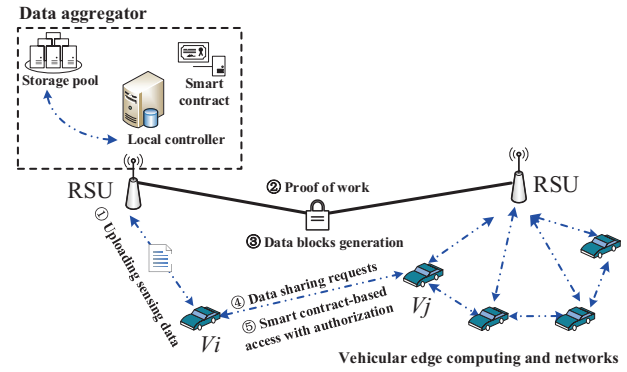 Data aggregator
Storage pool
Smart
contract
Local controller
RSU
② Proof of work
RSU
③ Data blocks generation
① Uploading sensing data
④ Data sharing requests
⑤ Smart contract-based
access with authorization
Vi
Vj
Vehicular edge computing and networks